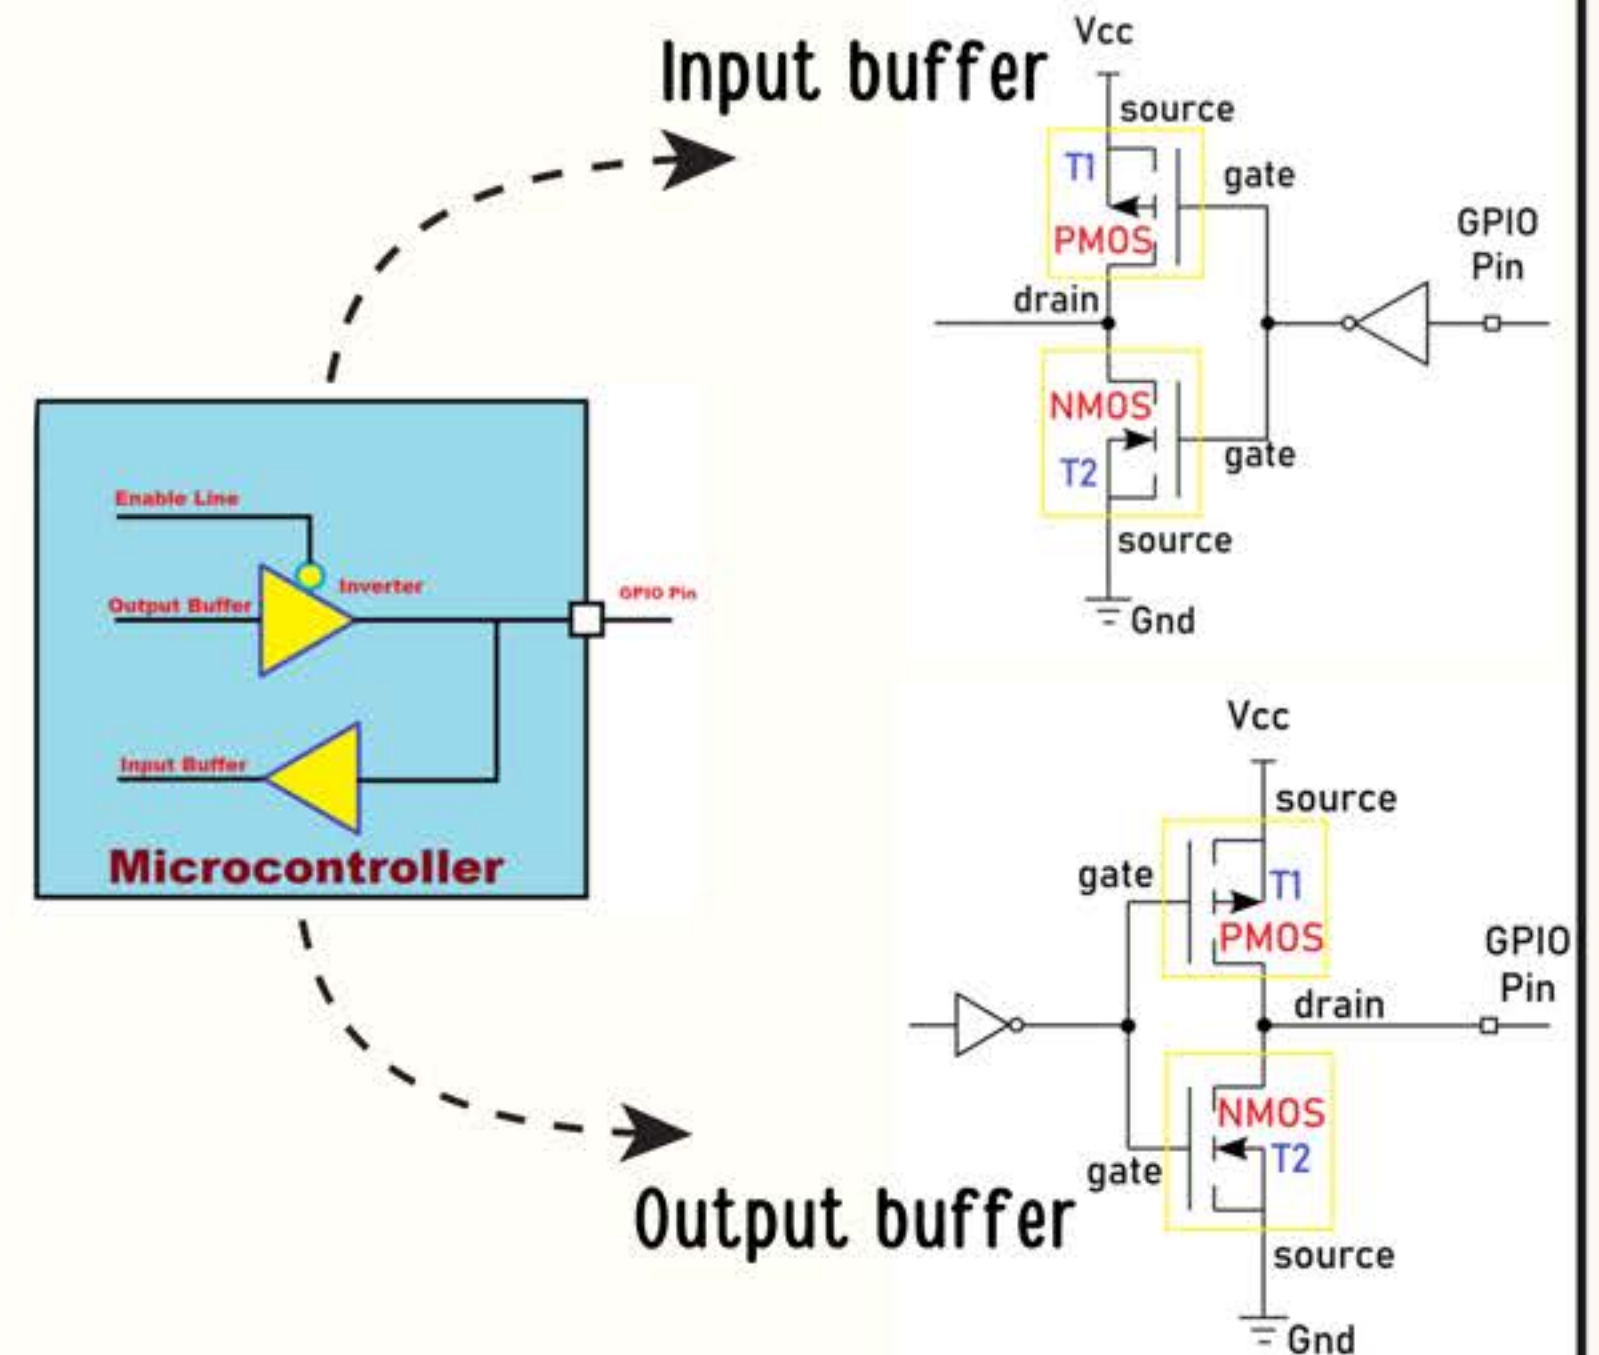 Input buffer
Vcc
source
T1
gate
PMOS
GPIO
Pin
drain
NMOS
T2
gate
source
Gnd
Enable Line
Inverter
Output Buffer
GPIO Pin
Input Buffer
Microcontroller
Output buffer
Vcc
source
gate
T1
PMOS
GPIO
Pin
drain
NMOS
T2
gate
source
Gnd